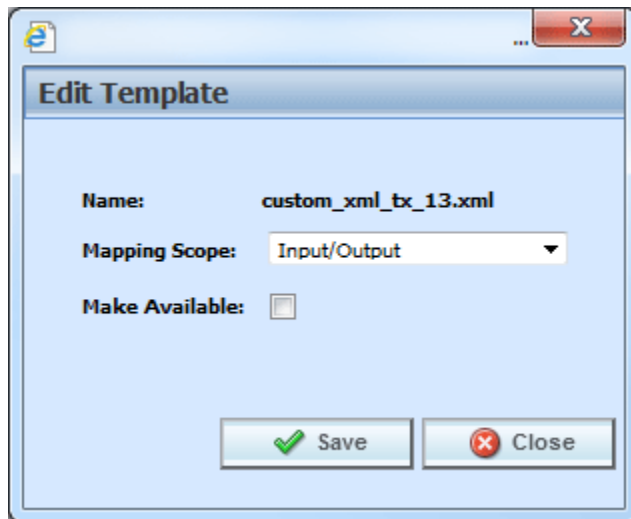 ...
Edit Template
Name: custom_xml_tx_13.xml
Mapping Scope: Input/Output
Make Available:
Save Close